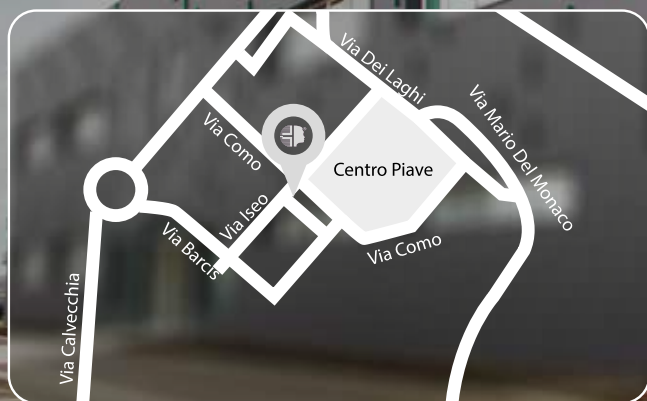 Via Dei Laghi
Via Mario Del Monaco
Via Como
Centro Piave
Via Iseo
Via Como
Via Barcis
Via Calvecchia